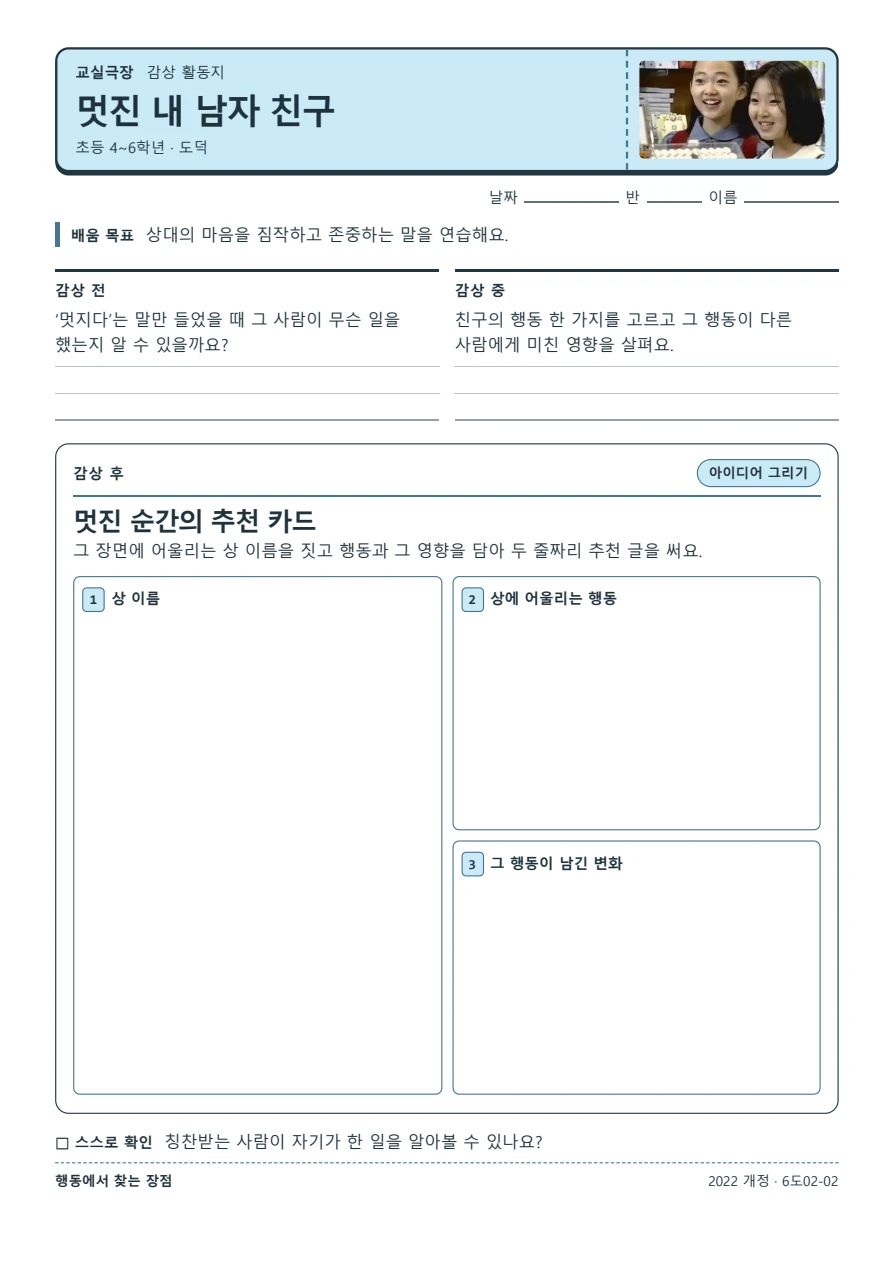 교실극장 감상 활동지
멋진 내 남자 친구
초등 4~6학년 · 도덕
날짜 반 이름
배움 목표 상대의 마음을 짐작하고 존중하는 말을 연습해요.
감상 전
‘멋지다’는 말만 들었을 때 그 사람이 무슨 일을
했는지 알 수 있을까요?
감상 중
친구의 행동 한 가지를 고르고 그 행동이 다른
사람에게 미친 영향을 살펴요.
감상 후
아이디어 그리기
멋진 순간의 추천 카드
그 장면에 어울리는 상 이름을 짓고 행동과 그 영향을 담아 두 줄짜리 추천 글을 써요.
1 상 이름
2 상에 어울리는 행동
3 그 행동이 남긴 변화
□ 스스로 확인 칭찬받는 사람이 자기가 한 일을 알아볼 수 있나요?
행동에서 찾는 장점
2022 개정 · 6도02-02